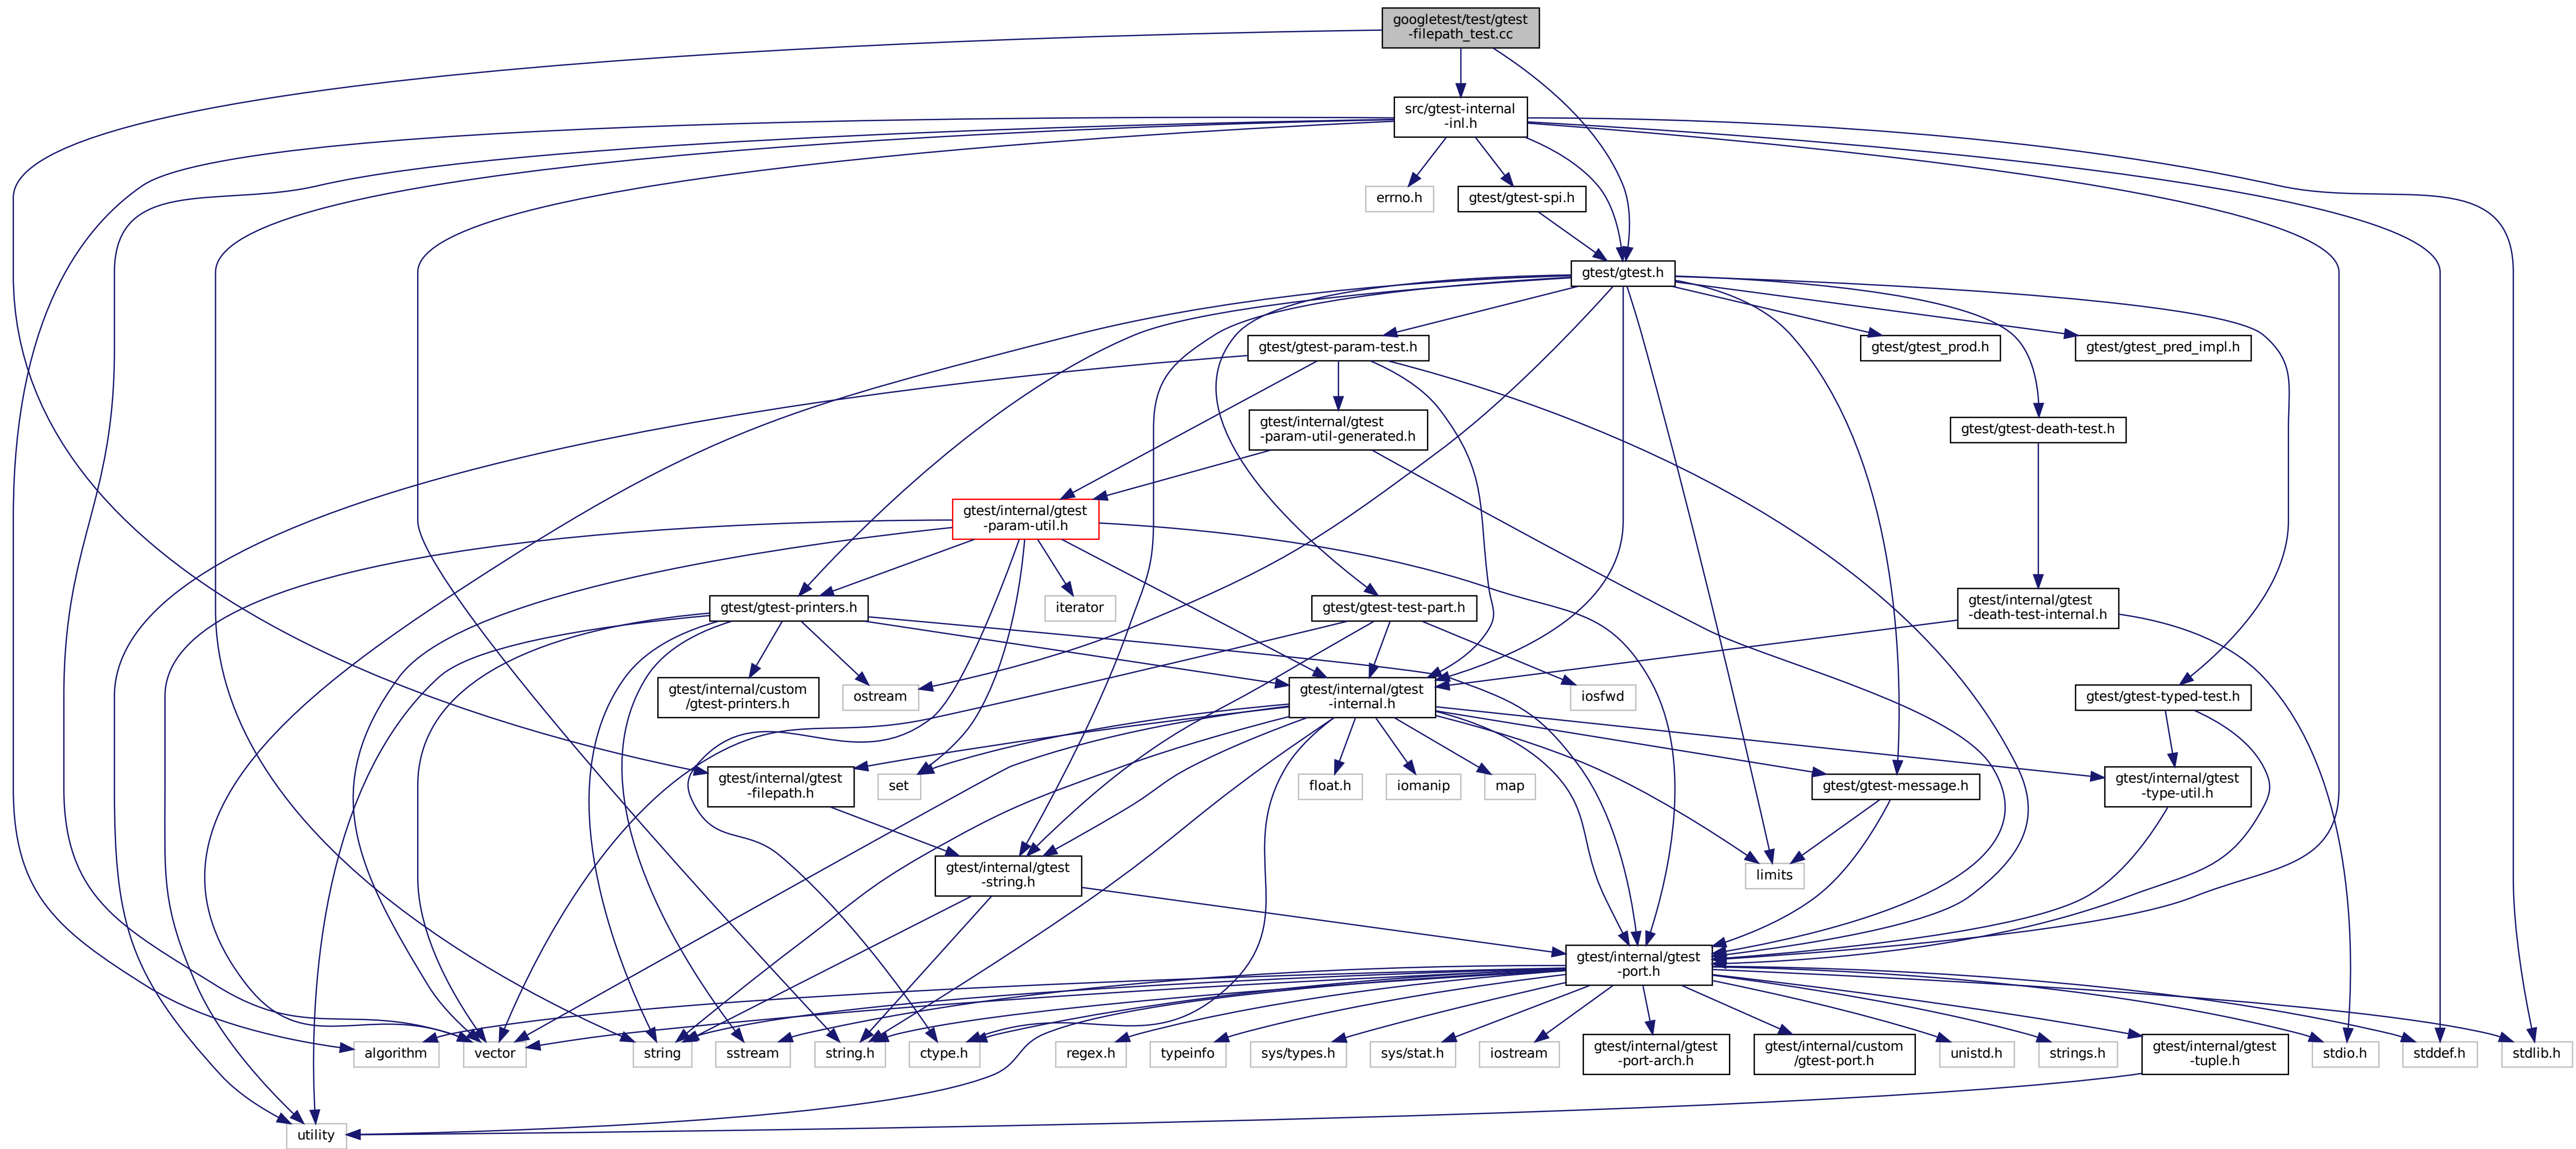 googletest/test/gtest
-filepath_test.cc
src/gtest-internal
-inl.h
errno.h
gtest/gtest-spi.h
gtest/gtest.h
gtest/gtest-param-test.h
gtest/gtest_prod.h
gtest/gtest_pred_impl.h
gtest/internal/gtest
-param-util-generated.h
gtest/gtest-death-test.h
gtest/internal/gtest
-param-util.h
gtest/gtest-printers.h
iterator
gtest/gtest-test-part.h
gtest/internal/gtest
-death-test-internal.h
gtest/internal/custom
/gtest-printers.h
ostream
gtest/internal/gtest
-internal.h
iosfwd
gtest/gtest-typed-test.h
gtest/internal/gtest
-filepath.h
set
float.h
iomanip
map
gtest/gtest-message.h
gtest/internal/gtest
-type-util.h
gtest/internal/gtest
-string.h
limits
gtest/internal/gtest
-port.h
algorithm
vector
string
sstream
string.h
ctype.h
regex.h
typeinfo
sys/types.h
sys/stat.h
iostream
gtest/internal/gtest
-port-arch.h
gtest/internal/custom
/gtest-port.h
unistd.h
strings.h
gtest/internal/gtest
-tuple.h
stdio.h
stddef.h
stdlib.h
utility